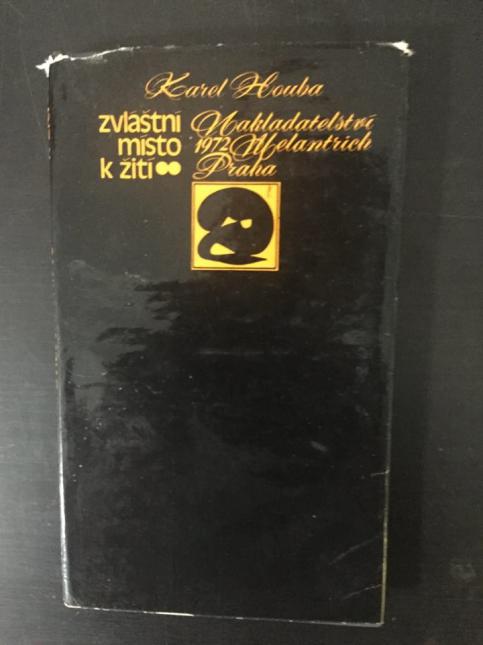 Karel Houba
zvláštní
místo
k žití
Nakladatelství
1972 Melantrich
Praha